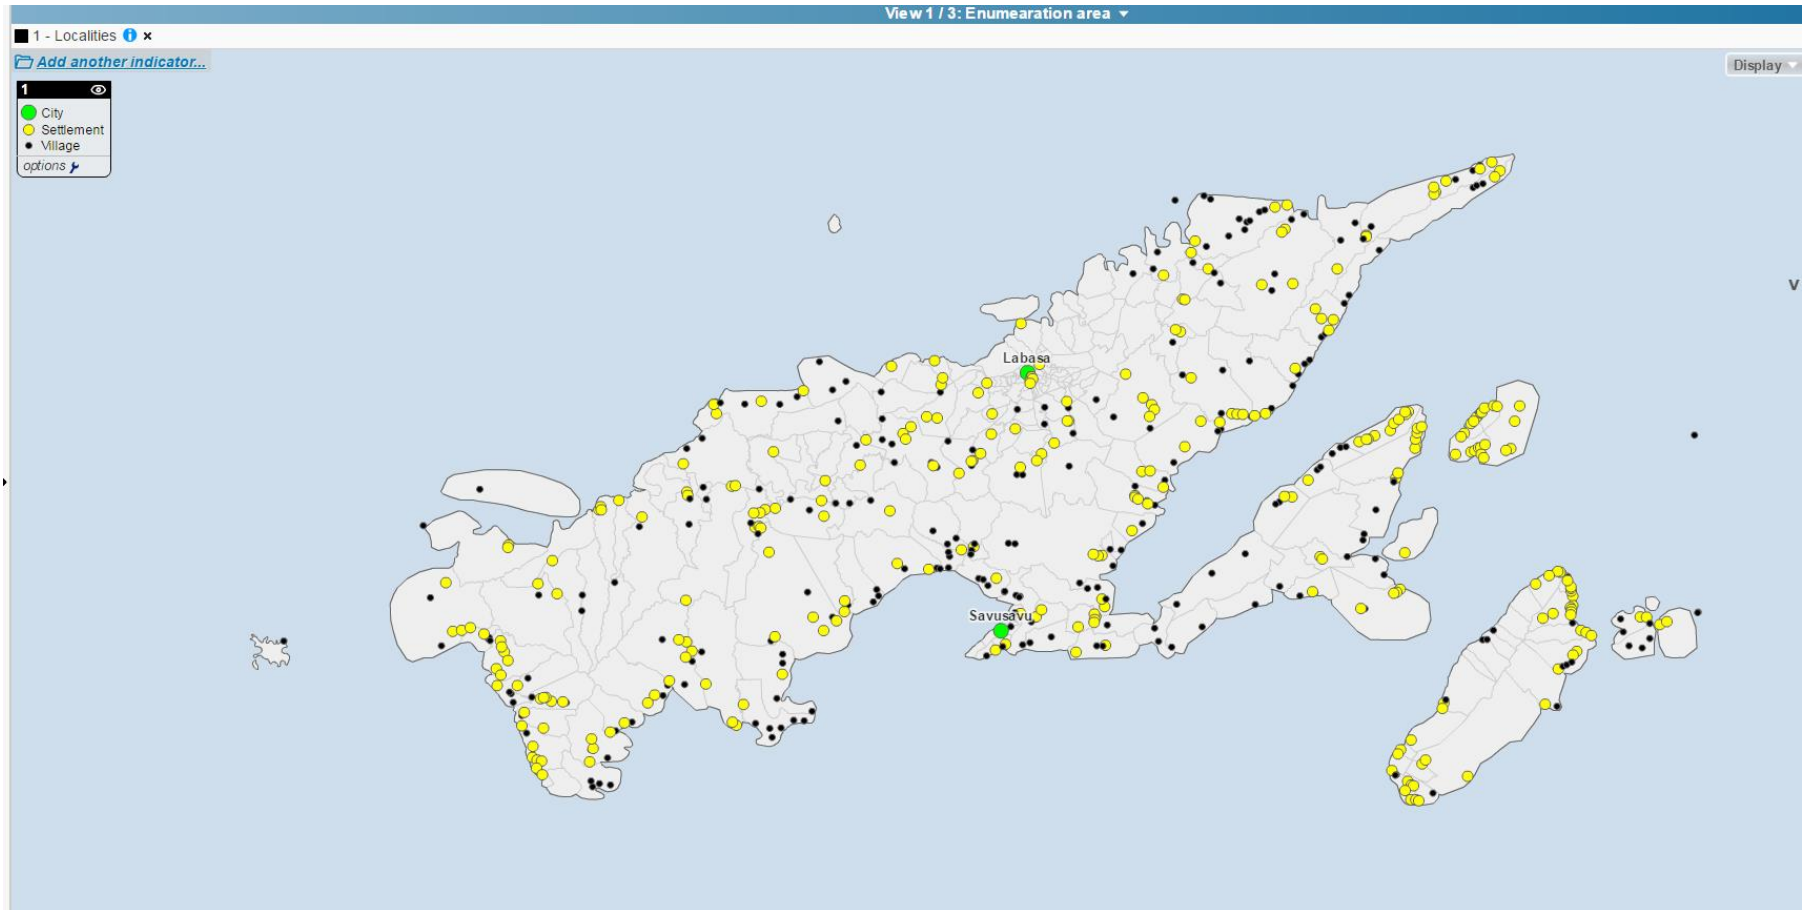 View 1 / 3: Enumearation area
1 - Localities
Add another indicator...
Display
1
City
Settlement
Village
options
V
Labasa
Savusavu